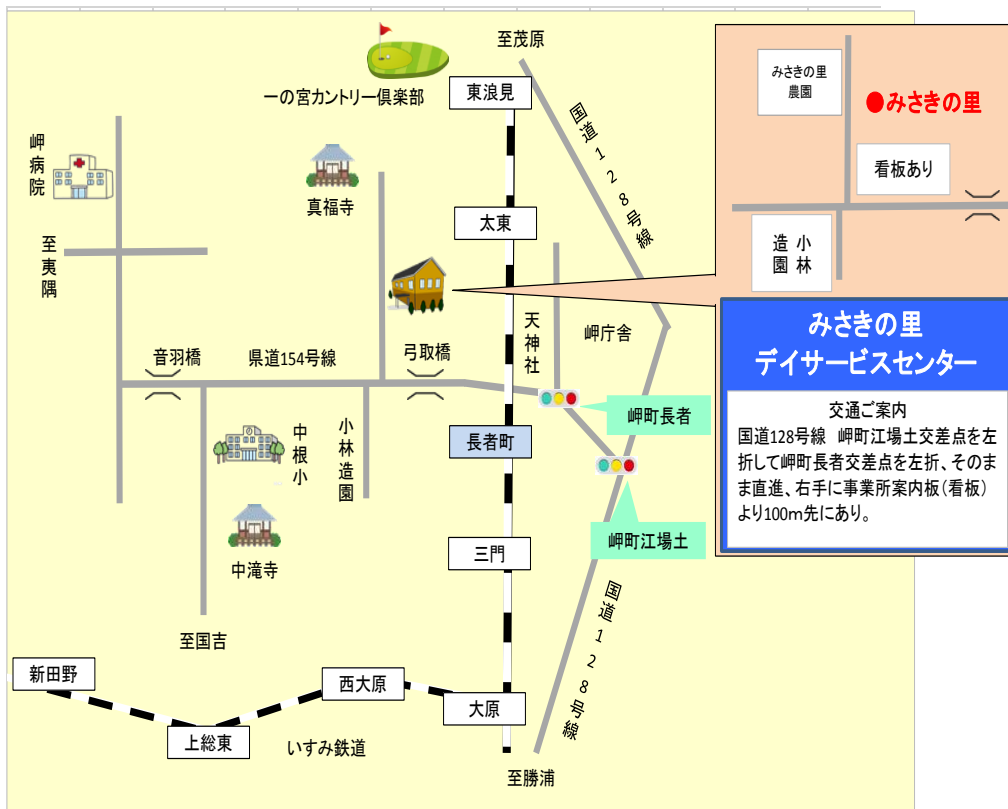 至茂原
一の宮カントリー倶楽部
東浪見
国道128号線
岬病院
真福寺
太東
至夷隅
天神社
岬庁舎
音羽橋
県道154号線
弓取橋
岬町長者
中根小
小林造園
長者町
岬町江場土
中滝寺
三門
国道128号線
至国吉
新田野
西大原
大原
上総東
いすみ鉄道
至勝浦
みさきの里
農園
●みさきの里
看板あり
小林
造園
みさきの里
デイサービスセンター
交通ご案内
国道128号線 岬町江場土交差点を左
折して岬町長者交差点を左折、そのま
ま直進、右手に事業所案内板(看板)
より100m先にあり。